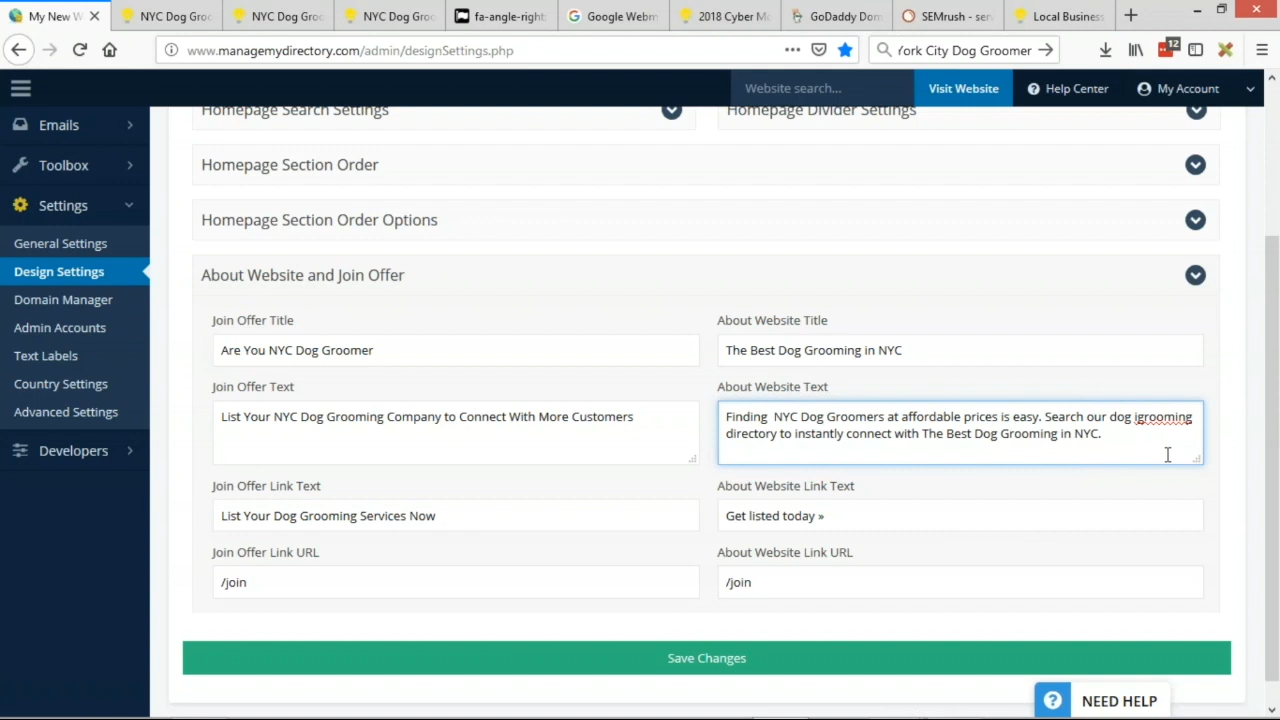 My New W
NYC Dog Gro
NYC Dog Groo
NYC Dog Groo
fa-angle-right
Google Webm
2018 Cyber Mo
GoDaddy Dom
SEMrush - serv
Local Business
www.managemydirectory.com/admin/designSettings.php
York City Dog Groomer
12
Website search...
Visit Website
Help Center
My Account
Emails
Toolbox
Settings
General Settings
Design Settings
Domain Manager
Admin Accounts
Text Labels
Country Settings
Advanced Settings
Developers
Homepage Search Settings
Homepage Divider Settings
Homepage Section Order
Homepage Section Order Options
About Website and Join Offer
Join Offer Title
About Website Title
Are You NYC Dog Groomer
The Best Dog Grooming in NYC
Join Offer Text
About Website Text
List Your NYC Dog Grooming Company to Connect With More Customers
Finding  NYC Dog Groomers at affordable prices is easy. Search our dog igrooming
directory to instantly connect with The Best Dog Grooming in NYC.
Join Offer Link Text
About Website Link Text
List Your Dog Grooming Services Now
Get listed today »
Join Offer Link URL
About Website Link URL
/join
/join
Save Changes
? NEED HELP